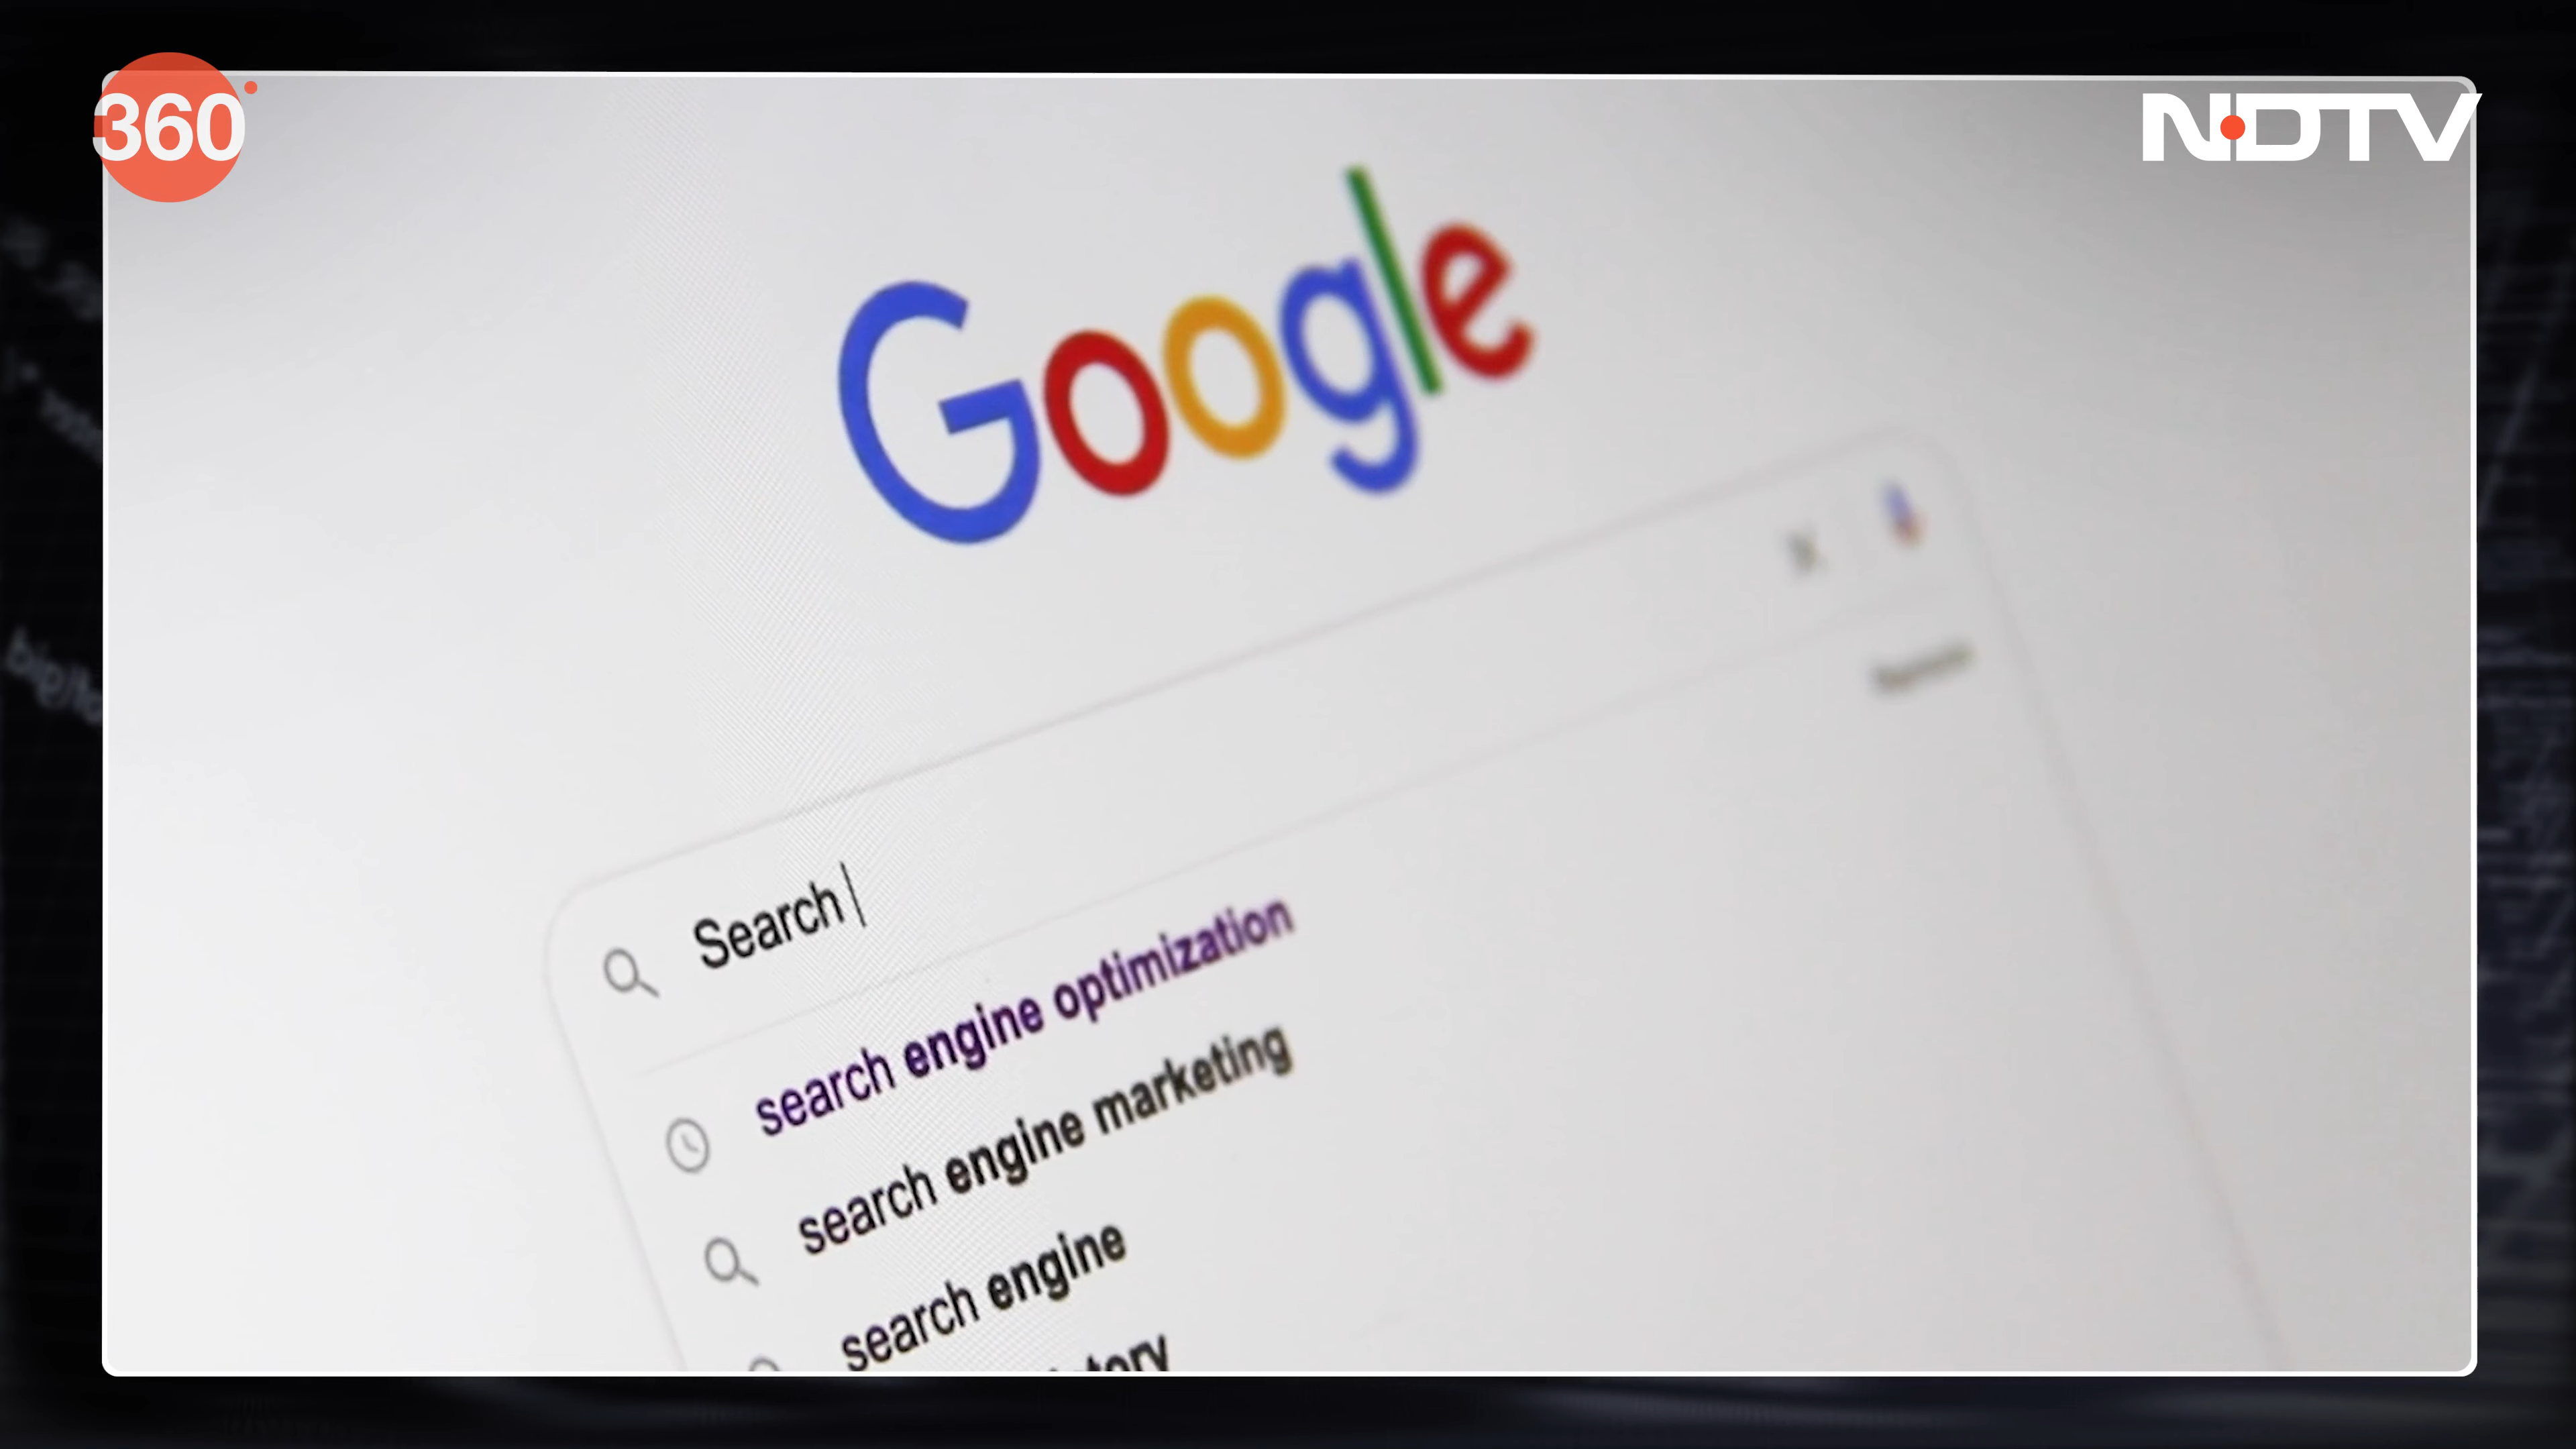 360
NDTV
Google
Search
search engine optimization
search engine marketing
search engine